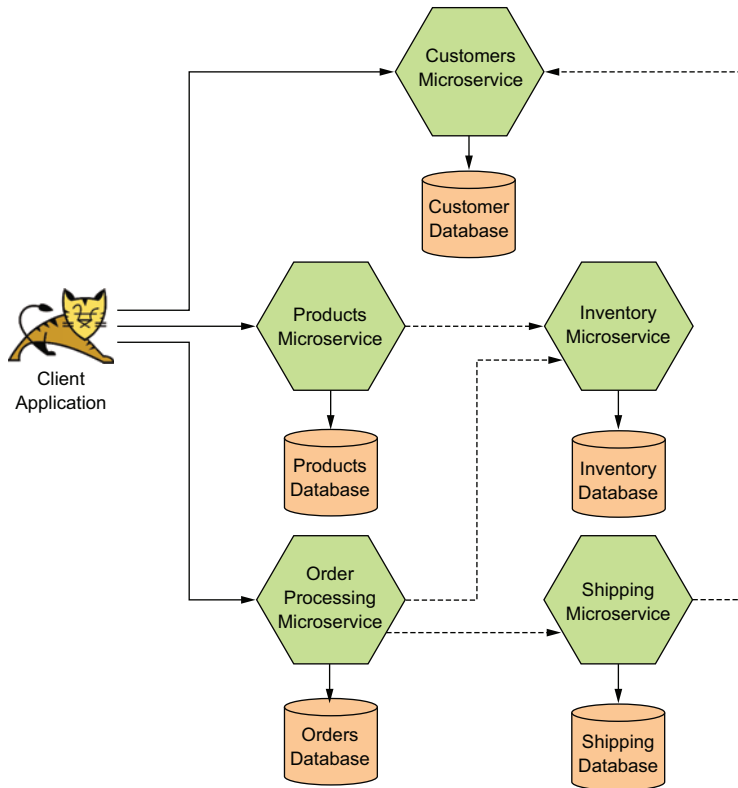 Customers
Microservice
Customer
Database
Products
Microservice
Inventory
Microservice
Client
Application
Products
Database
Inventory
Database
Order
Processing
Microservice
Shipping
Microservice
Orders
Database
Shipping
Database